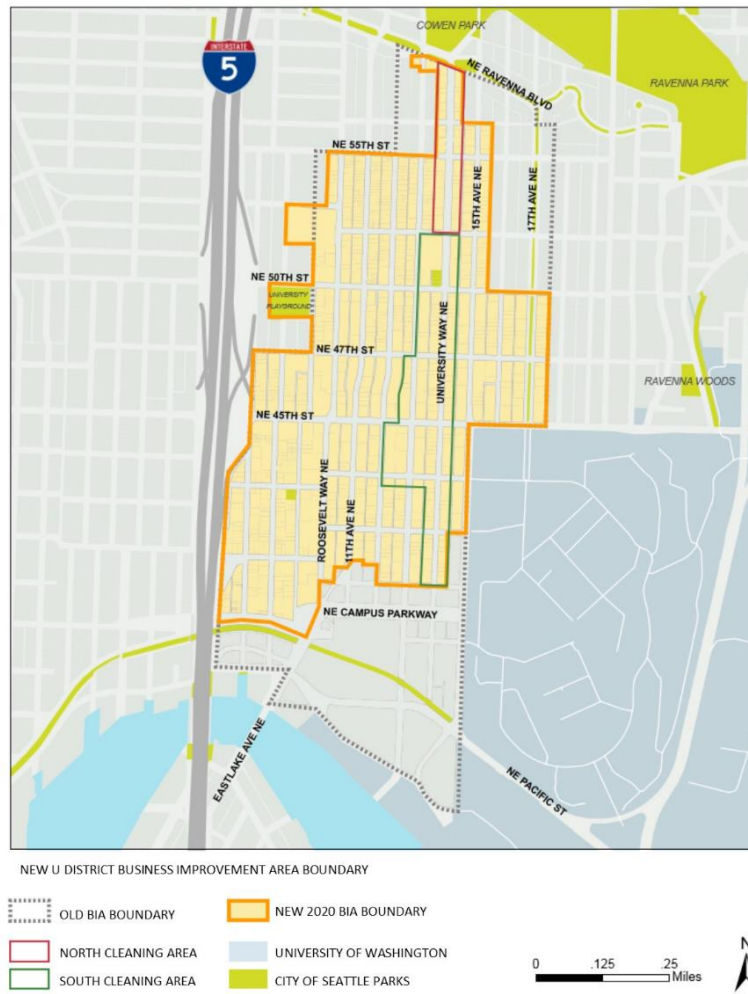 COWEN PARK
INTERSTATE
5
NE RAVENNA BLVD
RAVENNA PARK
NE 55TH ST
15TH AVE NE
17TH AVE NE
NE 50TH ST
UNIVERSITY
PLAYGROUND
UNIVERSITY WAY NE
NE 47TH ST
RAVENNA WOODS
NE 45TH ST
ROOSEVELT WAY NE
11TH AVE NE
NE CAMPUS PARKWAY
EASTLAKE AVE NE
NE PACIFIC ST
NEW U DISTRICT BUSINESS IMPROVEMENT AREA BOUNDARY
OLD BIA BOUNDARY
NEW 2020 BIA BOUNDARY
NORTH CLEANING AREA
UNIVERSITY OF WASHINGTON
SOUTH CLEANING AREA
CITY OF SEATTLE PARKS
0 .125 .25
Miles
N